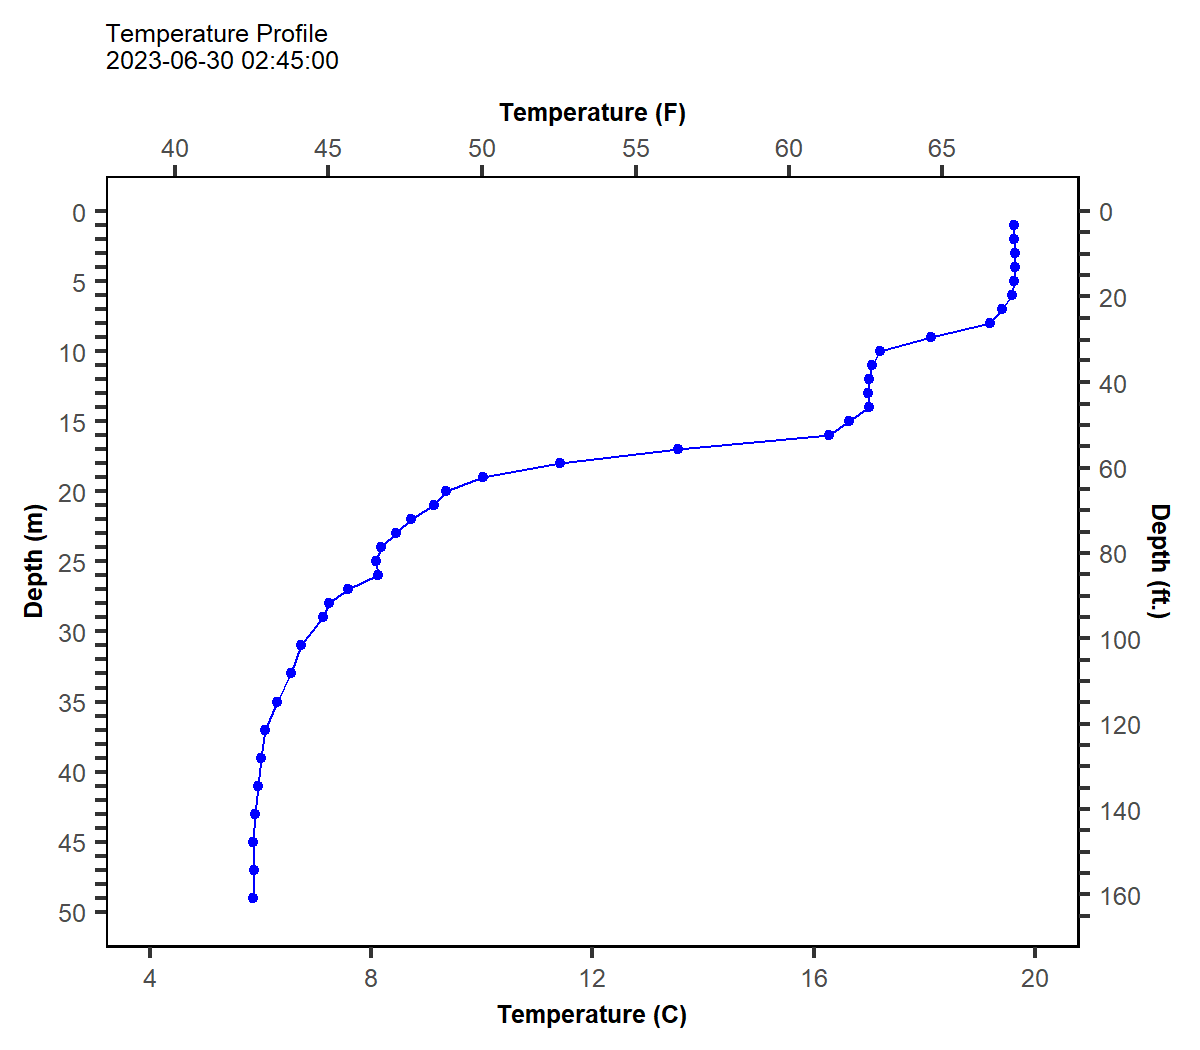 Temperature Profile
2023-06-30 02:45:00
Temperature (F)
40 45 50 55 60 65
0 0
5
20
10
40
15
60
20
Depth (m)
Depth (ft.)
25 80
30 100
35
120
40
140
45
160
50
4 8 12 16 20
Temperature (C)